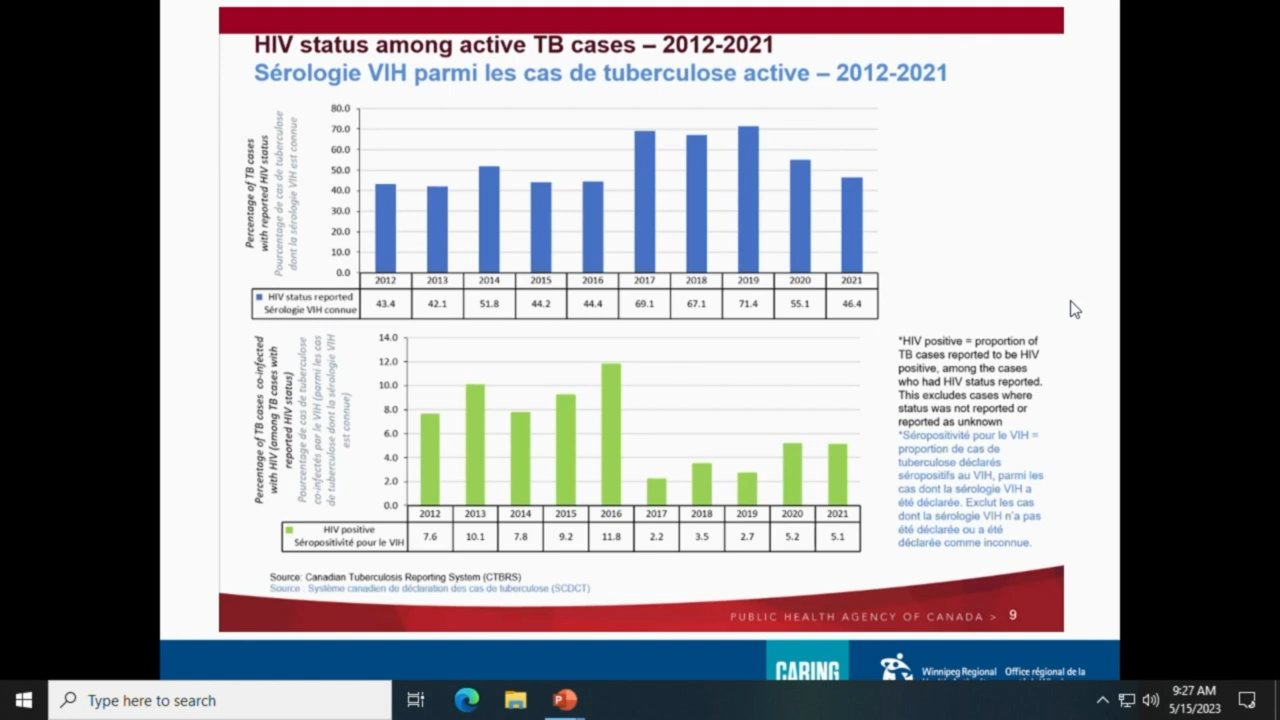 HIV status among active TB cases – 2012-2021
Sérologie VIH parmi les cas de tuberculose active – 2012-2021
Percentage of TB cases
with reported HIV status
Pourcentage de cas de tuberculose
dont la sérologie VIH est connue
80.0
70.0
60.0
50.0
40.0
30.0
20.0
10.0
0.0
2012 2013 2014 2015 2016 2017 2018 2019 2020 2021
HIV status reported
Sérologie VIH connue
43.4 42.1 51.8 44.2 44.4 69.1 67.1 71.4 55.1 46.4
Percentage of TB cases co-infected
with HIV (among TB cases with
reported HIV status)
Pourcentage de cas de tuberculose
co-infectés par le VIH (parmi les cas
de tuberculose dont la sérologie VIH
est connue)
14.0
12.0
10.0
8.0
6.0
4.0
2.0
0.0
2012 2013 2014 2015 2016 2017 2018 2019 2020 2021
HIV positive
Séropositivité pour le VIH
7.6 10.1 7.8 9.2 11.8 2.2 3.5 2.7 5.2 5.1
*HIV positive = proportion of
TB cases reported to be HIV
positive, among the cases
who had HIV status reported.
This excludes cases where
status was not reported or
reported as unknown
*Séropositivité pour le VIH =
proportion de cas de
tuberculose déclarés
séropositifs au VIH, parmi les
cas dont la sérologie VIH a
été déclarée. Exclut les cas
dont la sérologie VIH n'a pas
été déclarée ou a été
déclarée comme inconnue.
Source: Canadian Tuberculosis Reporting System (CTBRS)
Source : Système canadien de déclaration des cas de tuberculose (SCDCT)
PUBLIC HEALTH AGENCY OF CANADA > 9
CARING
Winnipeg Regional Office régional de la
Type here to search
9:27 AM
5/15/2023